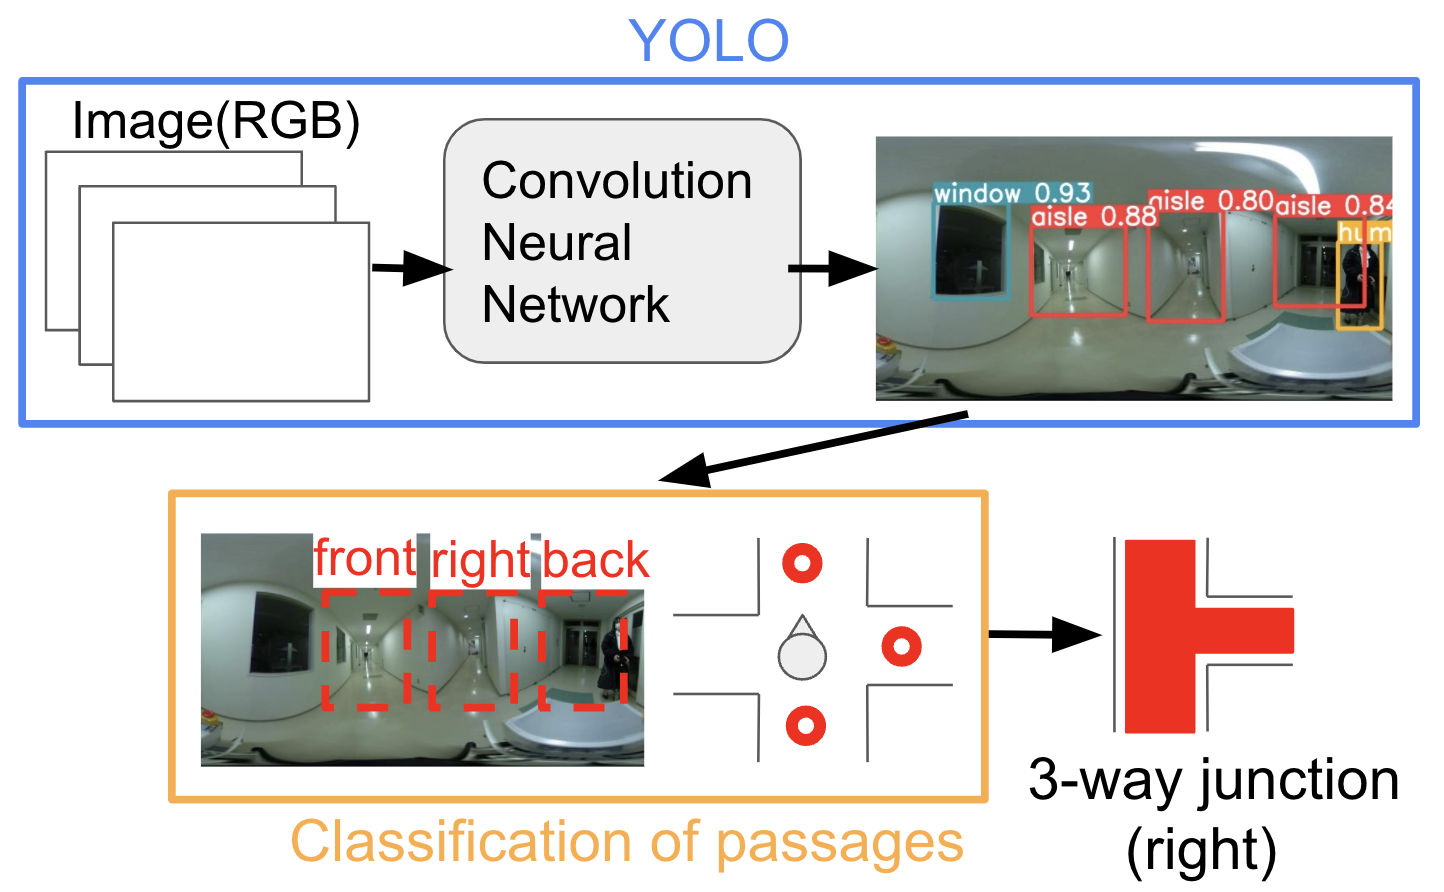 YOLO
Image(RGB)
Convolution
Neural
Network
window 0.93
aisle 0.88
aisle 0.80
aisle 0.84
hum
front
right
back
3-way junction
(right)
Classification of passages